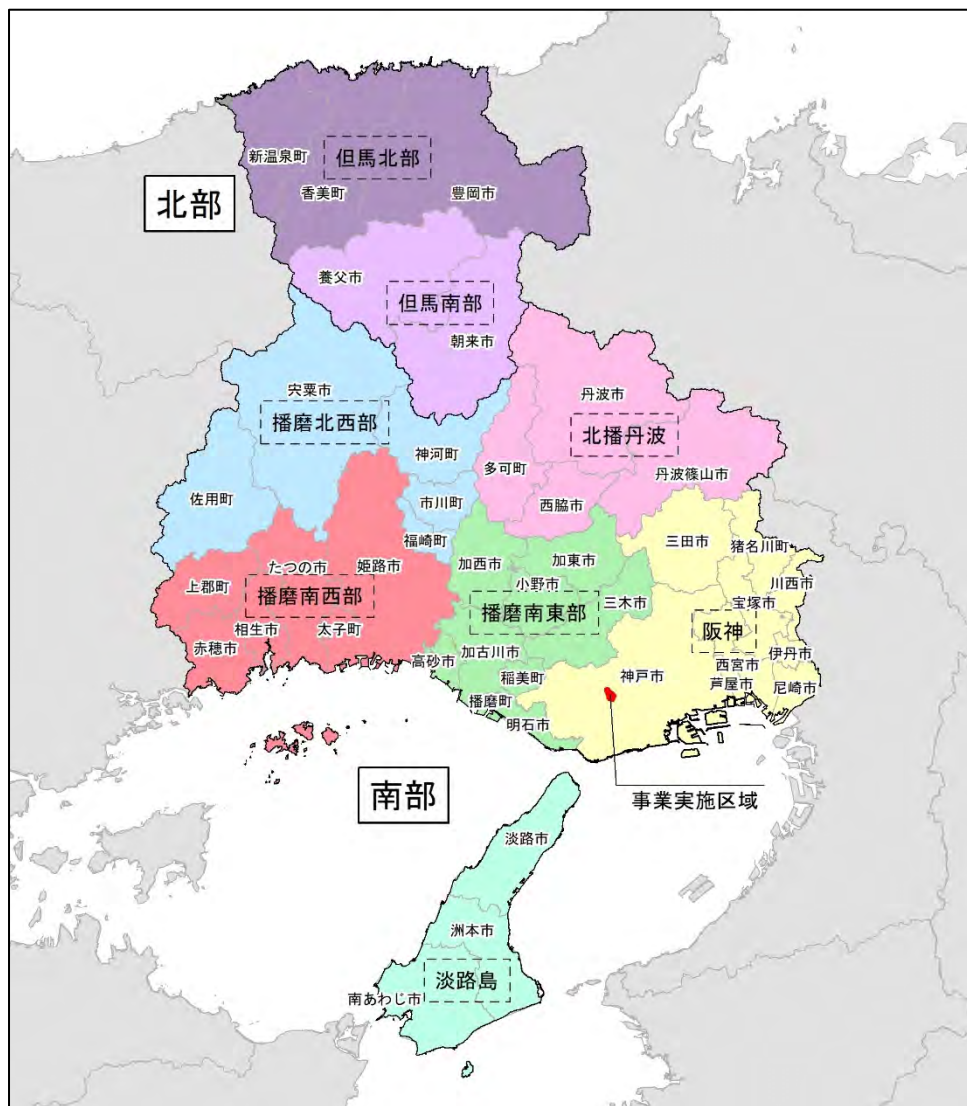 新温泉町
但馬北部
香美町
豊岡市
北部
養父市
但馬南部
朝来市
宍粟市
丹波市
播磨北西部
北播丹波
神河町
多可町
丹波篠山市
佐用町
市川町
西脇市
福崎町
三田市
猪名川町
加西市
加東市
たつの市
姫路市
上郡町
小野市
川西市
播磨南西部
播磨南東部
三木市
宝塚市
相生市
太子町
阪神
赤穂市
加古川市
伊丹市
高砂市
西宮市
稲美町
神戸市
芦屋市
尼崎市
播磨町
明石市
南部
事業実施区域
淡路市
洲本市
淡路島
南あわじ市